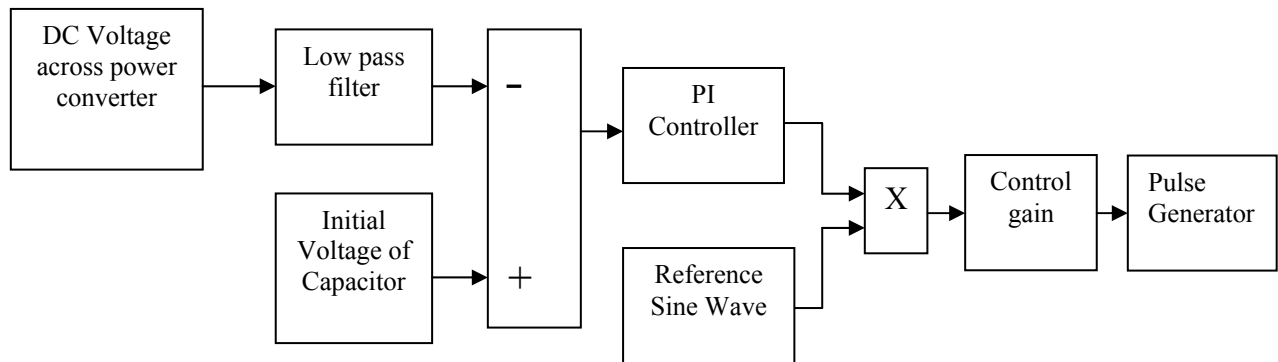 DC Voltage
across power
converter
Low pass
filter
-
Initial
Voltage of
Capacitor
+
PI
Controller
Reference
Sine Wave
X
Control
gain
Pulse
Generator